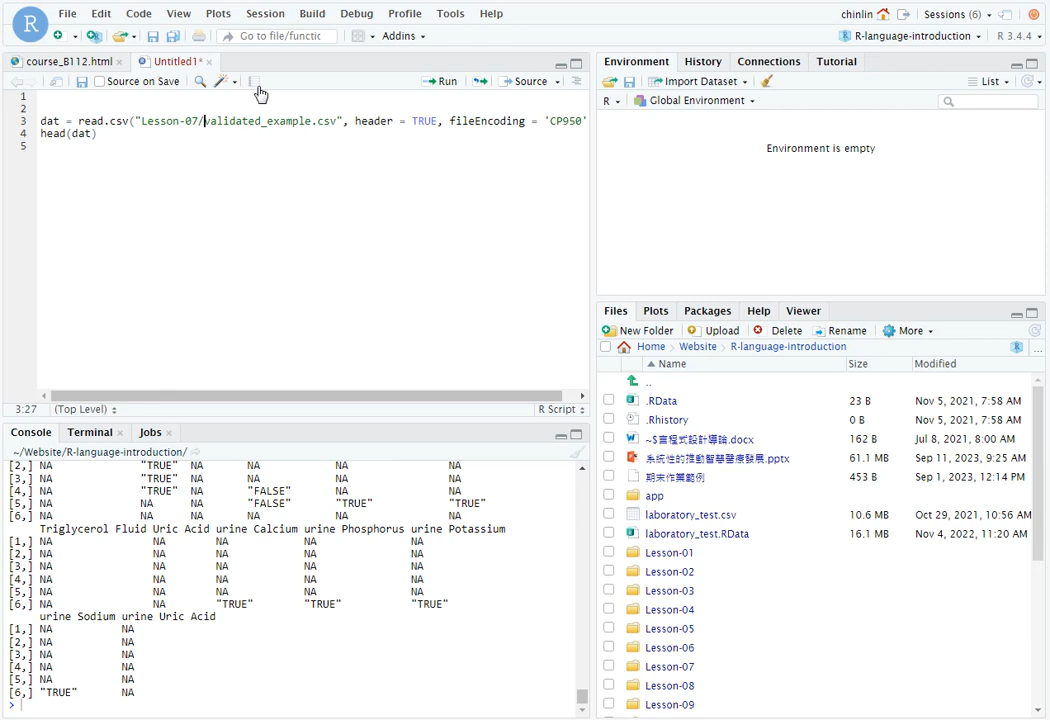 R File Edit Code View Plots Session Build Debug Profile Tools Help chinlin Sessions (6)
Go to file/functic Addins R-language-introduction R 3.4.4
course_B112.html × Untitled1* ×
Source on Save Run Source
1
2
3 dat = read.csv("Lesson-07/validated_example.csv", header = TRUE, fileEncoding = 'CP950'
4 head(dat)
5
3:27 (Top Level) R Script
Console Terminal × Jobs ×
~/Website/R-language-introduction/
[2,] NA "TRUE" NA NA NA NA
[3,] NA "TRUE" NA NA NA NA
[4,] NA "TRUE" NA "FALSE" NA NA
[5,] NA NA NA "FALSE" "TRUE" "TRUE"
[6,] NA NA NA NA NA NA
Triglycerol Fluid Uric Acid urine Calcium urine Phosphorus urine Potassium
[1,] NA NA NA NA NA
[2,] NA NA NA NA NA
[3,] NA NA NA NA NA
[4,] NA NA NA NA NA
[5,] NA NA NA NA NA
[6,] NA NA "TRUE" "TRUE" "TRUE"
urine Sodium urine Uric Acid
[1,] NA NA
[2,] NA NA
[3,] NA NA
[4,] NA NA
[5,] NA NA
[6,] "TRUE" NA
>
Environment History Connections Tutorial
Import Dataset List
R Global Environment
Environment is empty
Files Plots Packages Help Viewer
New Folder Upload Delete Rename More
Home Website R-language-introduction ...
Name Size Modified
..
.RData 23 B Nov 5, 2021, 7:58 AM
.Rhistory 0 B Nov 5, 2021, 7:58 AM
~$言程式設計導論.docx 162 B Jul 8, 2021, 8:00 AM
系統性的推動智慧醫療發展.pptx 61.1 MB Sep 11, 2023, 9:25 AM
期末作業範例 453 B Sep 1, 2023, 12:14 PM
app
laboratory_test.csv 10.6 MB Oct 29, 2021, 10:56 AM
laboratory_test.RData 16.1 MB Nov 4, 2022, 11:20 AM
Lesson-01
Lesson-02
Lesson-03
Lesson-04
Lesson-05
Lesson-06
Lesson-07
Lesson-08
Lesson-09